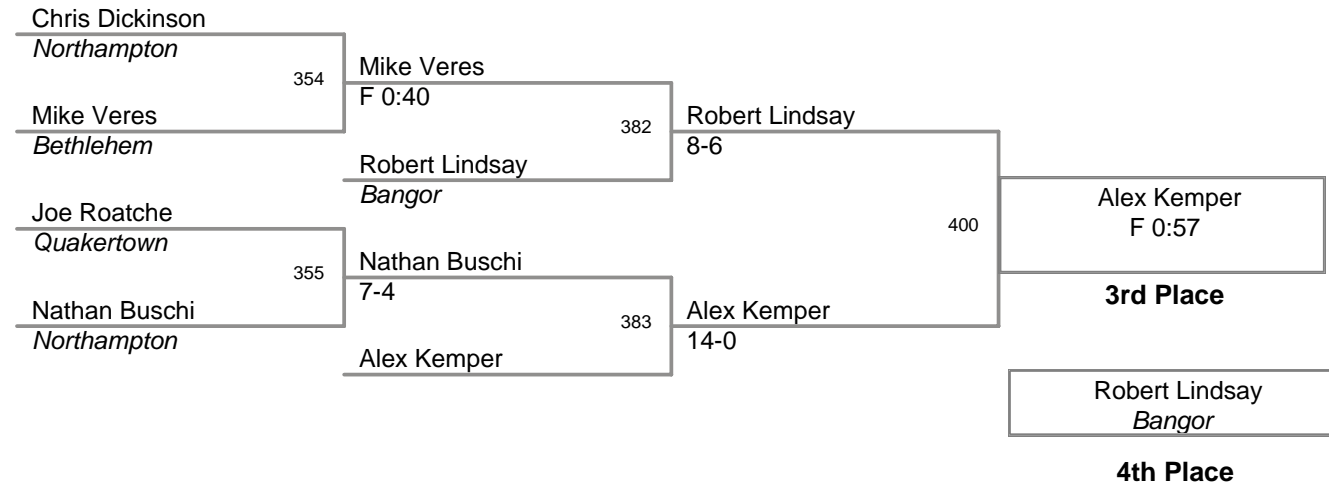 Chris Dickinson
Northampton
354
Mike Veres
F 0:40
Mike Veres
Bethlehem
382
Robert Lindsay
8-6
Robert Lindsay
Bangor
Joe Roatche
Quakertown
400
Alex Kemper
F 0:57
3rd Place
355
Nathan Buschi
7-4
Nathan Buschi
Northampton
383
Alex Kemper
14-0
Alex Kemper
Robert Lindsay
Bangor
4th Place